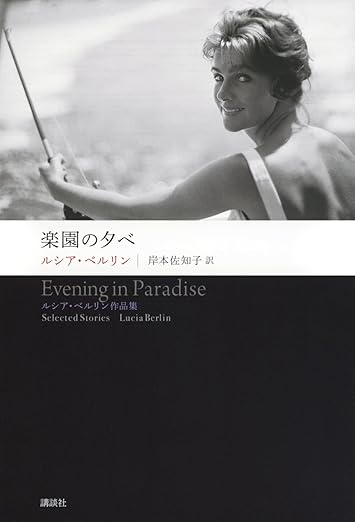 楽園の夕べ
ルシア・ベルリン｜岸本佐知子 訳
Evening in Paradise
ルシア・ベルリン作品集
Selected Stories Lucia Berlin
講談社